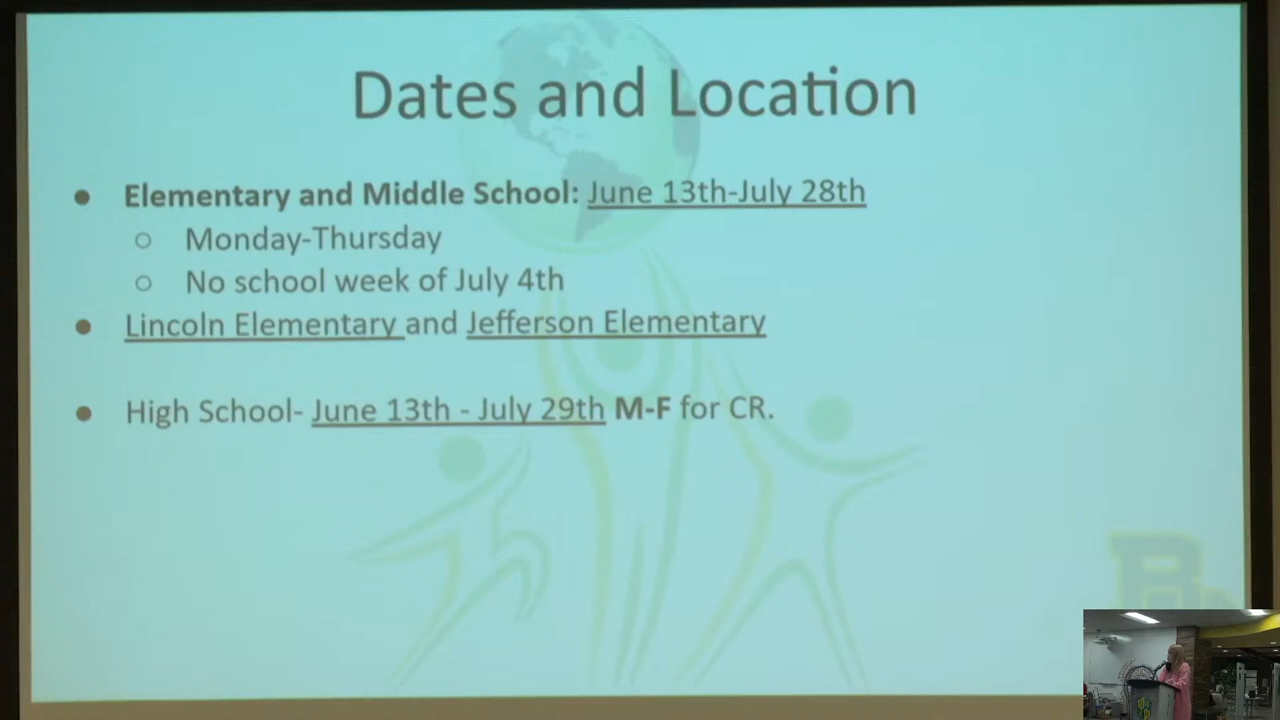 Dates and Location
● Elementary and Middle School: June 13th-July 28th
○ Monday-Thursday
○ No school week of July 4th
● Lincoln Elementary and Jefferson Elementary
● High School- June 13th - July 29th M-F for CR.